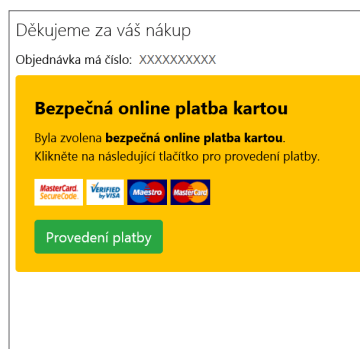 Děkujeme za váš nákup
Objednávka má číslo: XXXXXXXXXX
Bezpečná online platba kartou
Byla zvolena bezpečná online platba kartou.
Klikněte na následující tlačítko pro provedení platby.
MasterCard. SecureCode. VERIFIED by VISA Maestro MasterCard
Provedení platby